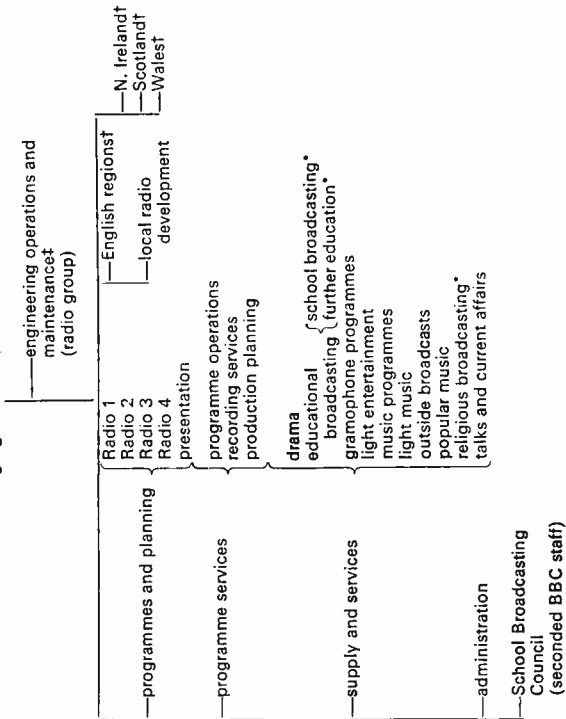 engineering operations and
maintenance‡
(radio group)
programmes and planning
Radio 1
Radio 2
Radio 3
Radio 4
presentation
English regions†
local radio
development
N. Ireland†
Scotland†
Wales†
programme services
programme operations
recording services
production planning
supply and services
drama
educational
broadcasting
school broadcasting*
further education*
gramophone programmes
light entertainment
music programmes
light music
outside broadcasts
popular music
religious broadcasting*
talks and current affairs
administration
School Broadcasting
Council
(seconded BBC staff)